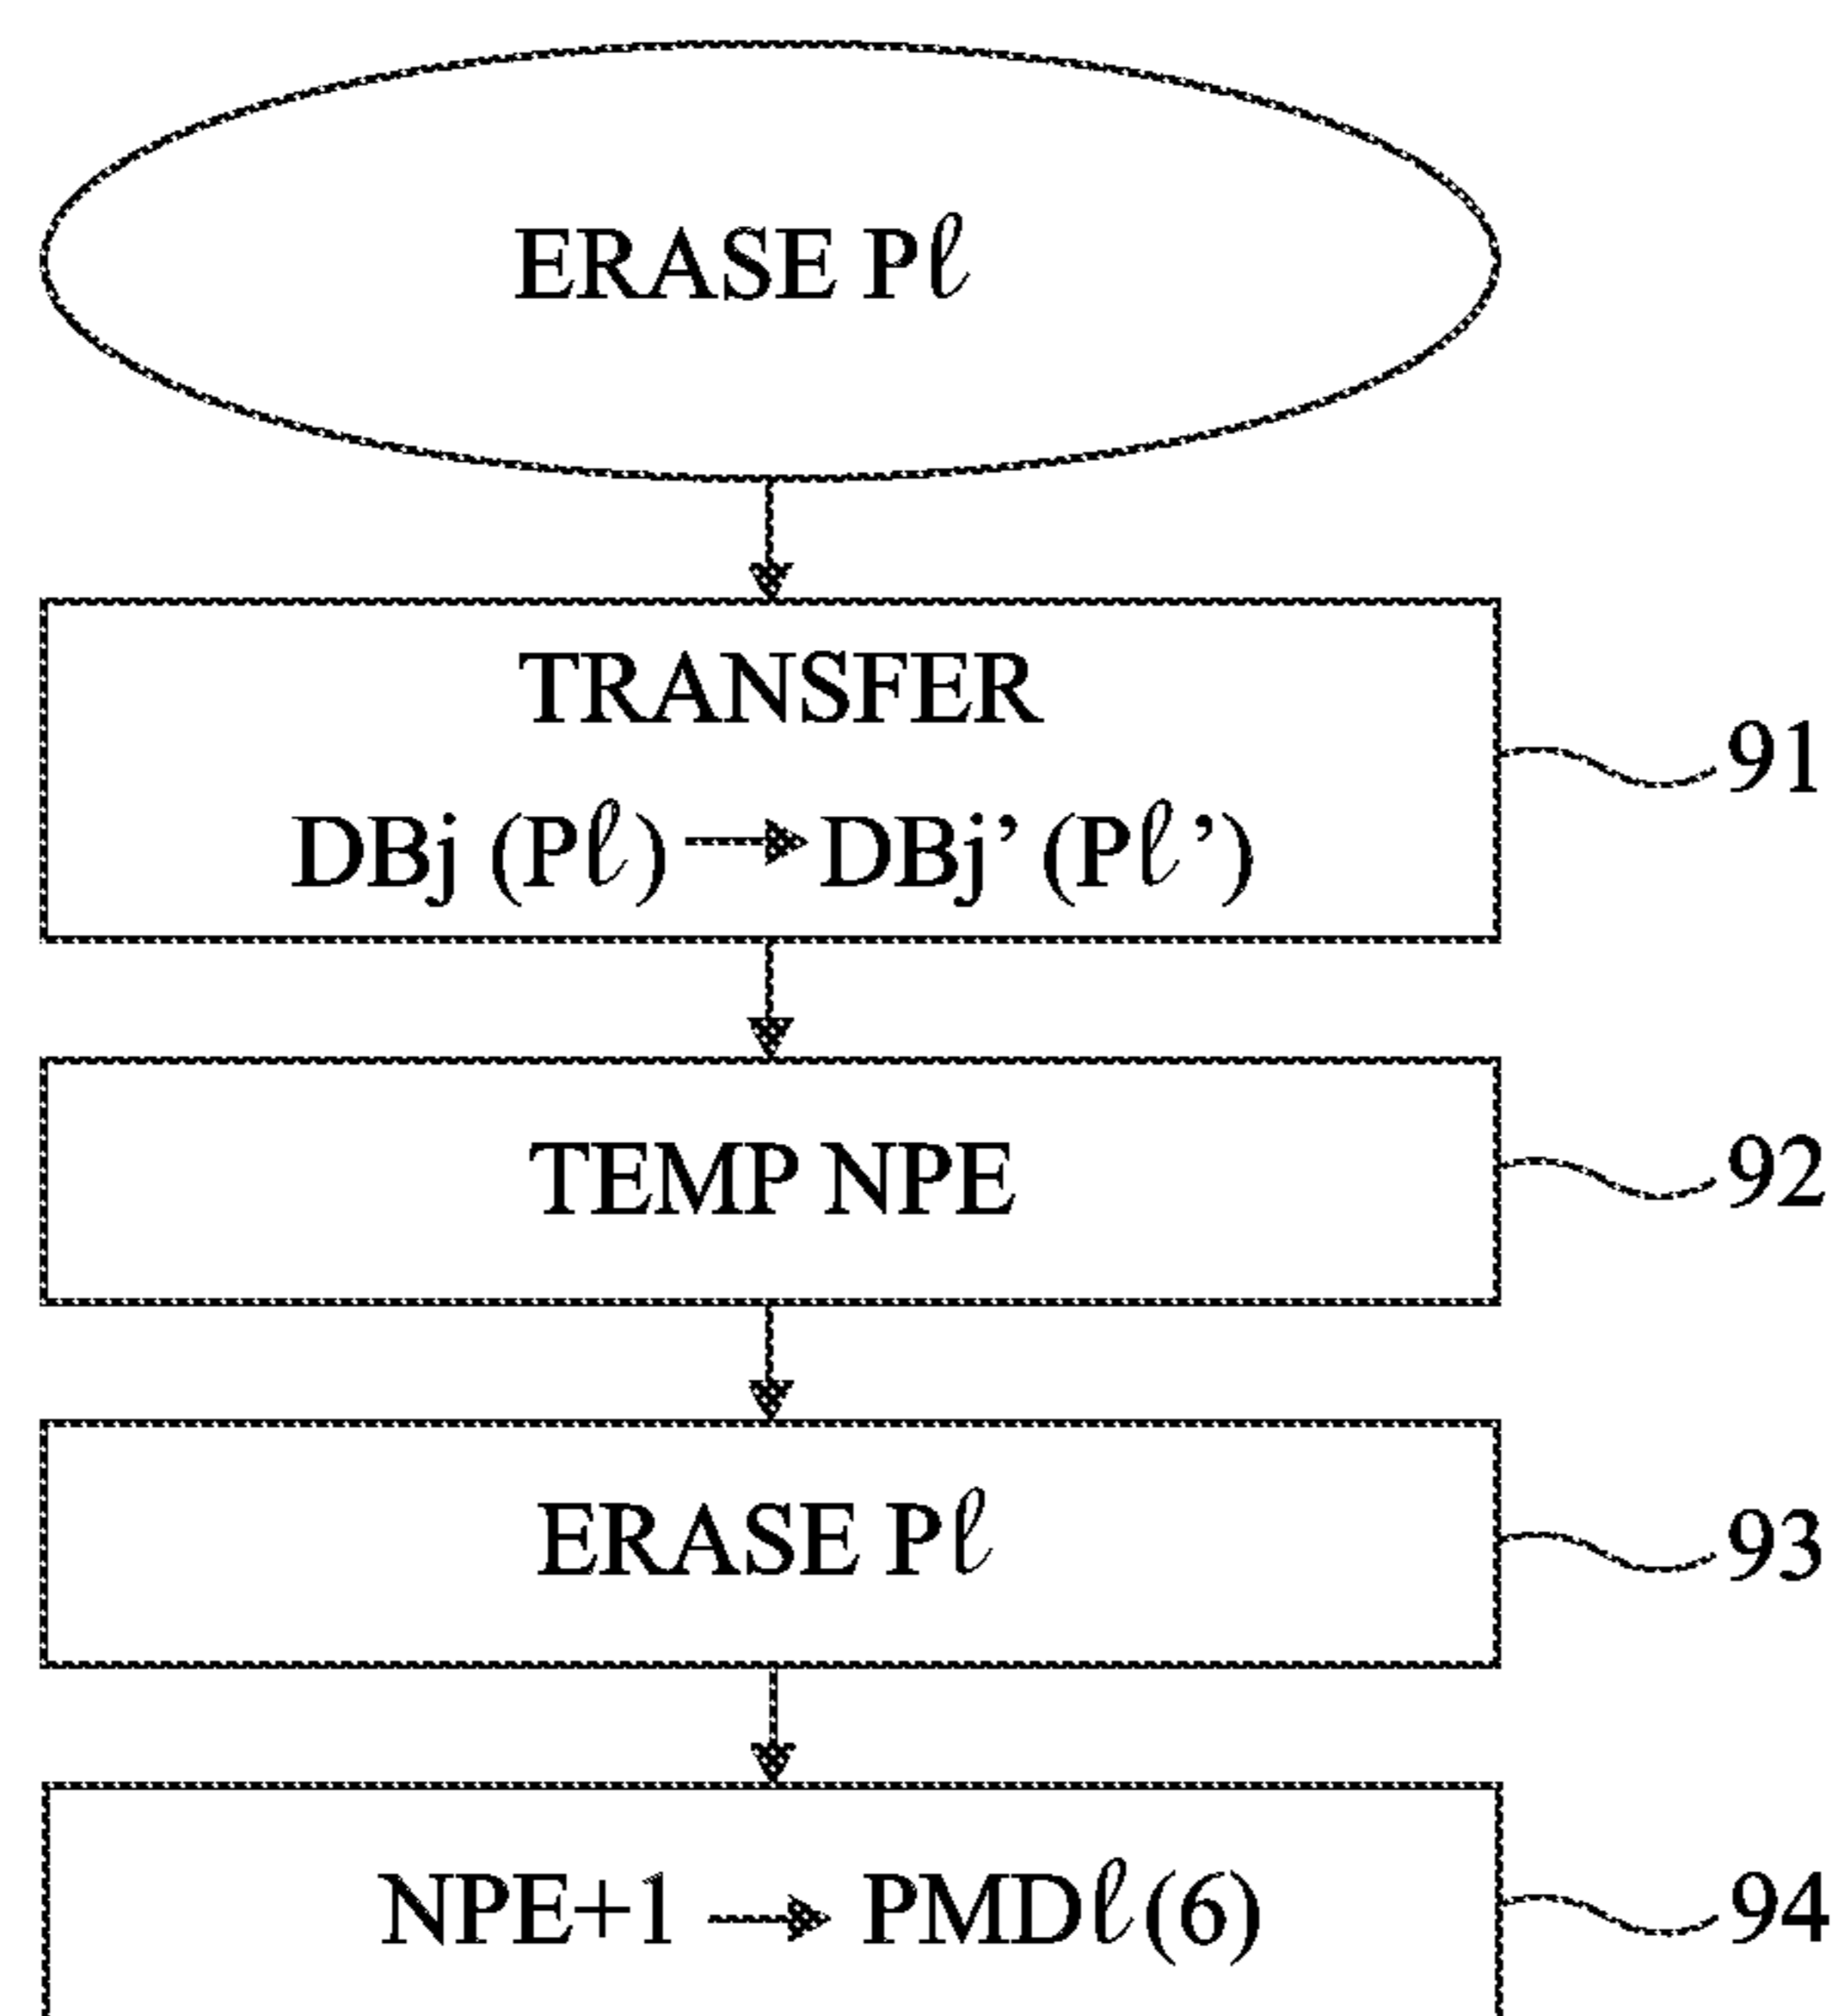 ERASE Pℓ
TRANSFER
91
DBj (Pℓ) → DBj’ (Pℓ’)
TEMP NPE
92
ERASE Pℓ
93
NPE+1 → PMDℓ(6)
94